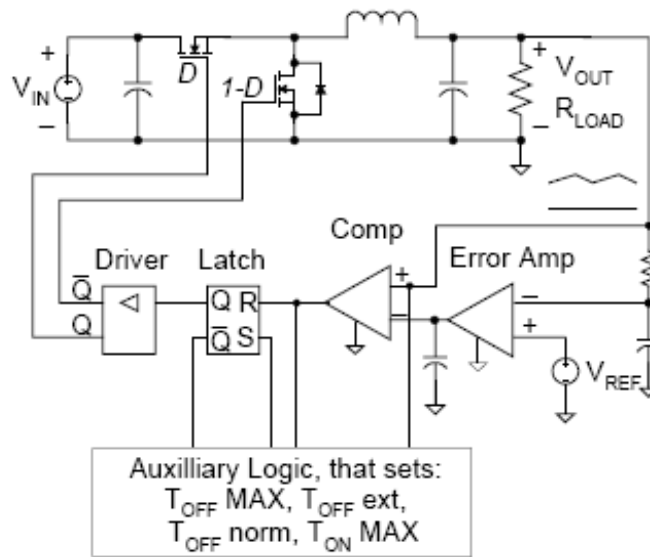 +
D
V_IN
1-D
−
+
V_OUT
−
R_LOAD
Comp
Error Amp
Driver
Latch
Q̅
Q
Q R
Q̅ S
+
−
−
+
V_REF
Auxilliary Logic, that sets:
T_OFF MAX, T_OFF ext,
T_OFF norm, T_ON MAX